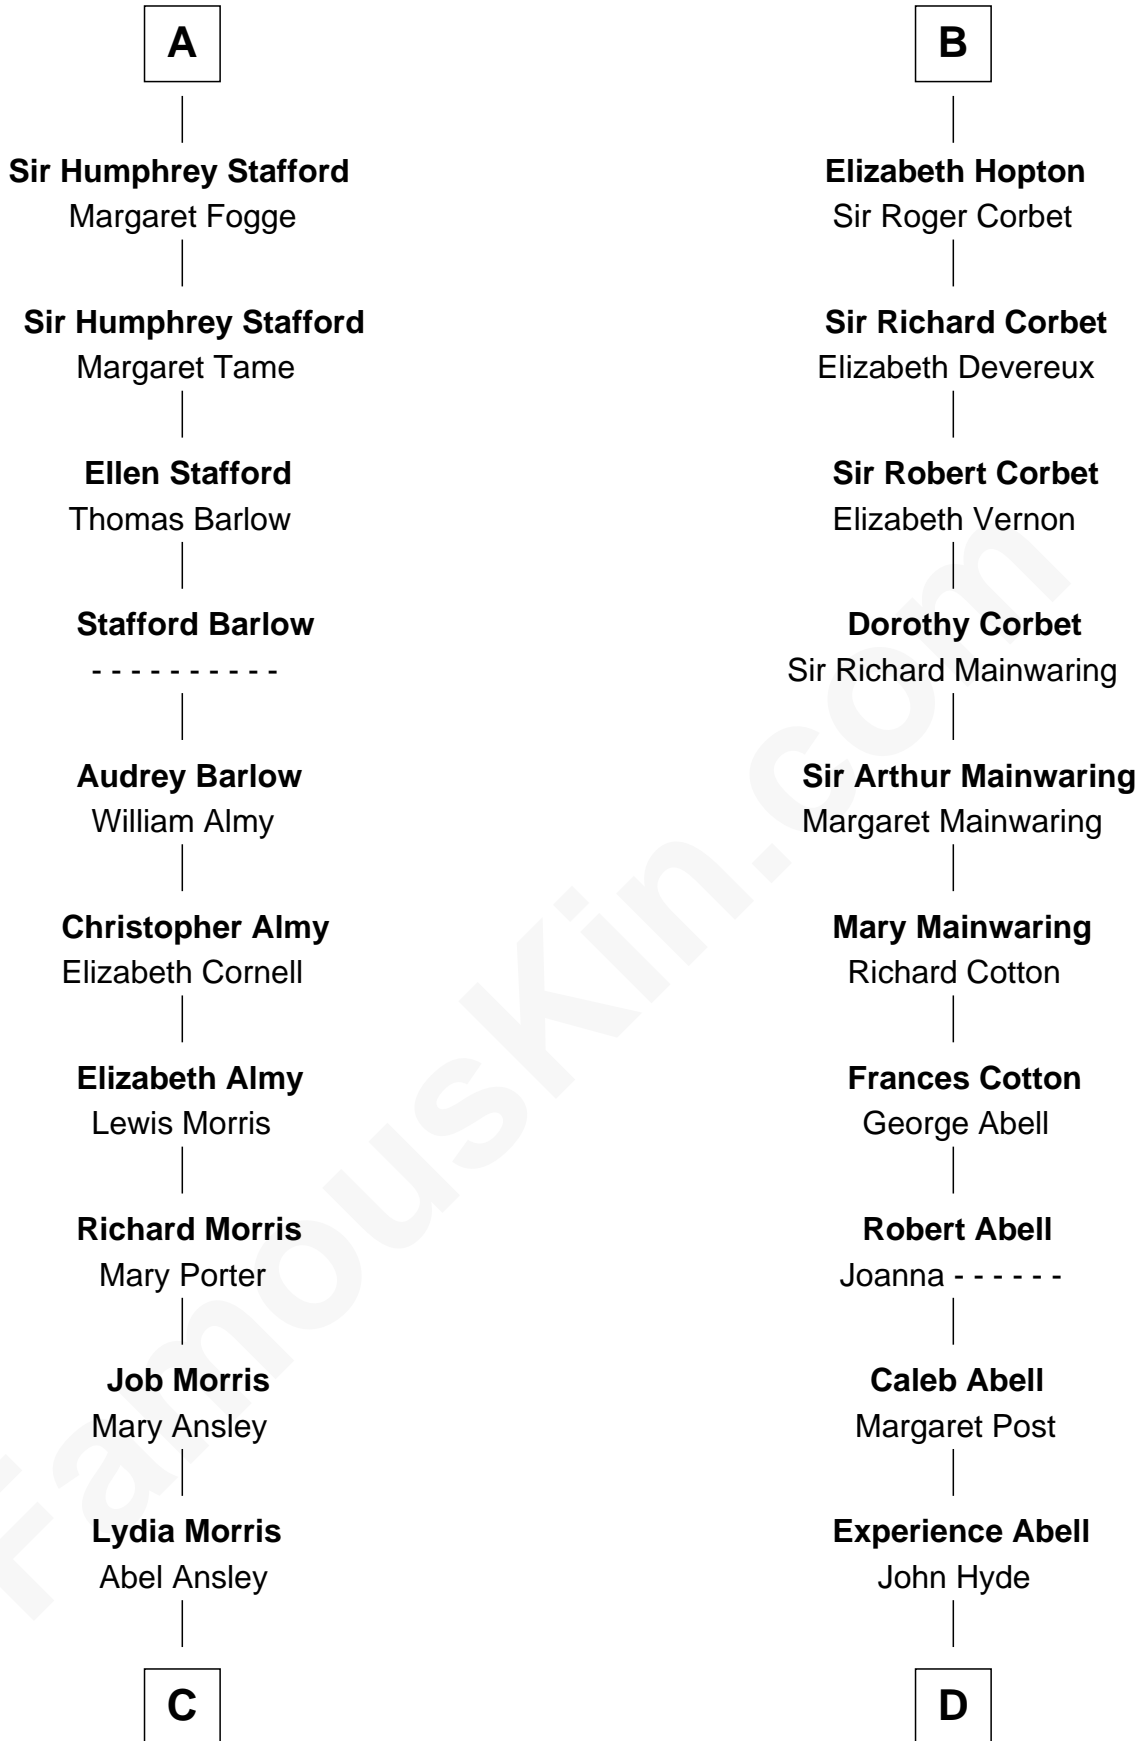 A
Sir Humphrey Stafford
Margaret Fogge
Sir Humphrey Stafford
Margaret Tame
Ellen Stafford
Thomas Barlow
Stafford Barlow
- - - - - - - - - -
Audrey Barlow
William Almy
Christopher Almy
Elizabeth Cornell
Elizabeth Almy
Lewis Morris
Richard Morris
Mary Porter
Job Morris
Mary Ansley
Lydia Morris
Abel Ansley
C
B
Elizabeth Hopton
Sir Roger Corbet
Sir Richard Corbet
Elizabeth Devereux
Sir Robert Corbet
Elizabeth Vernon
Dorothy Corbet
Sir Richard Mainwaring
Sir Arthur Mainwaring
Margaret Mainwaring
Mary Mainwaring
Richard Cotton
Frances Cotton
George Abell
Robert Abell
Joanna - - - - - -
Caleb Abell
Margaret Post
Experience Abell
John Hyde
D
FamousKin.com